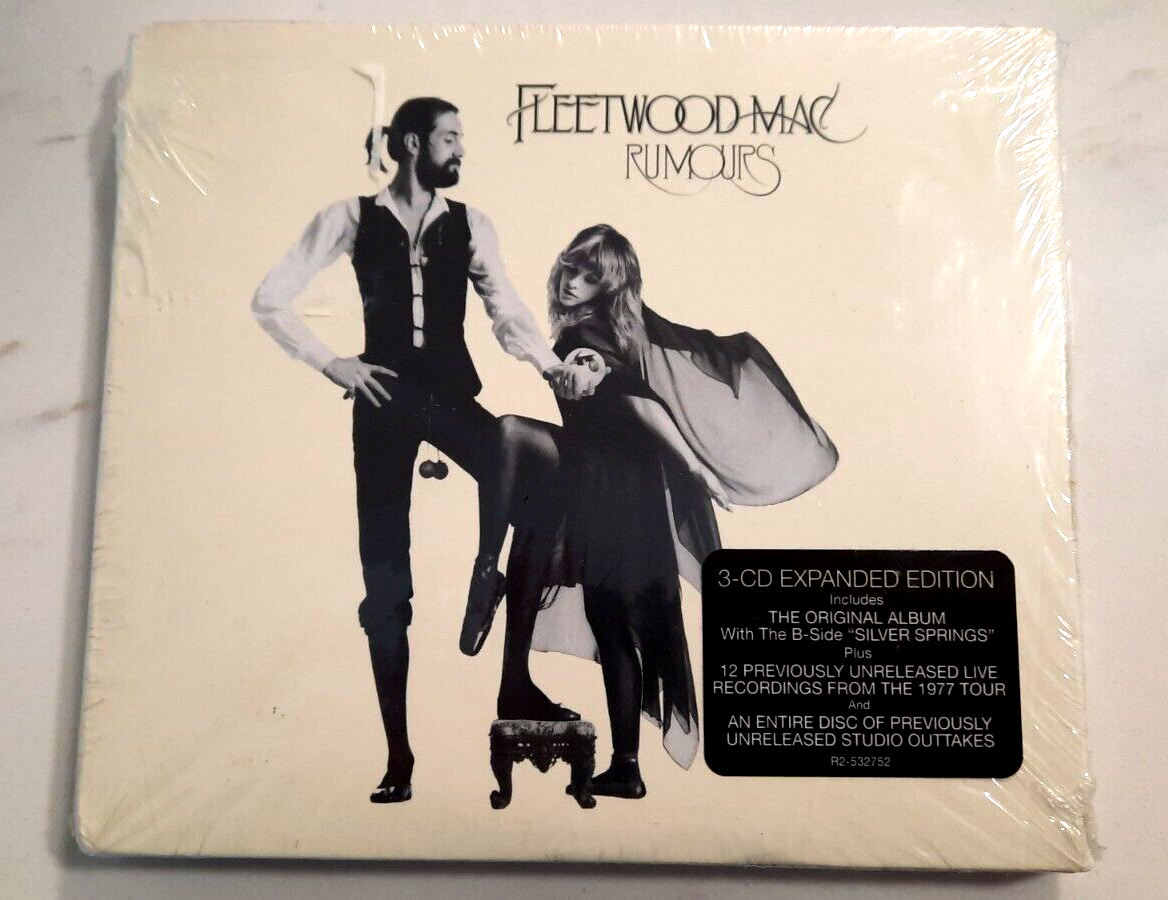 FLEETWOOD MAC
RUMOURS
3-CD EXPANDED EDITION
Includes
THE ORIGINAL ALBUM
With The B-Side “SILVER SPRINGS”
Plus
12 PREVIOUSLY UNRELEASED LIVE
RECORDINGS FROM THE 1977 TOUR
And
AN ENTIRE DISC OF PREVIOUSLY
UNRELEASED STUDIO OUTTAKES
R2-532752